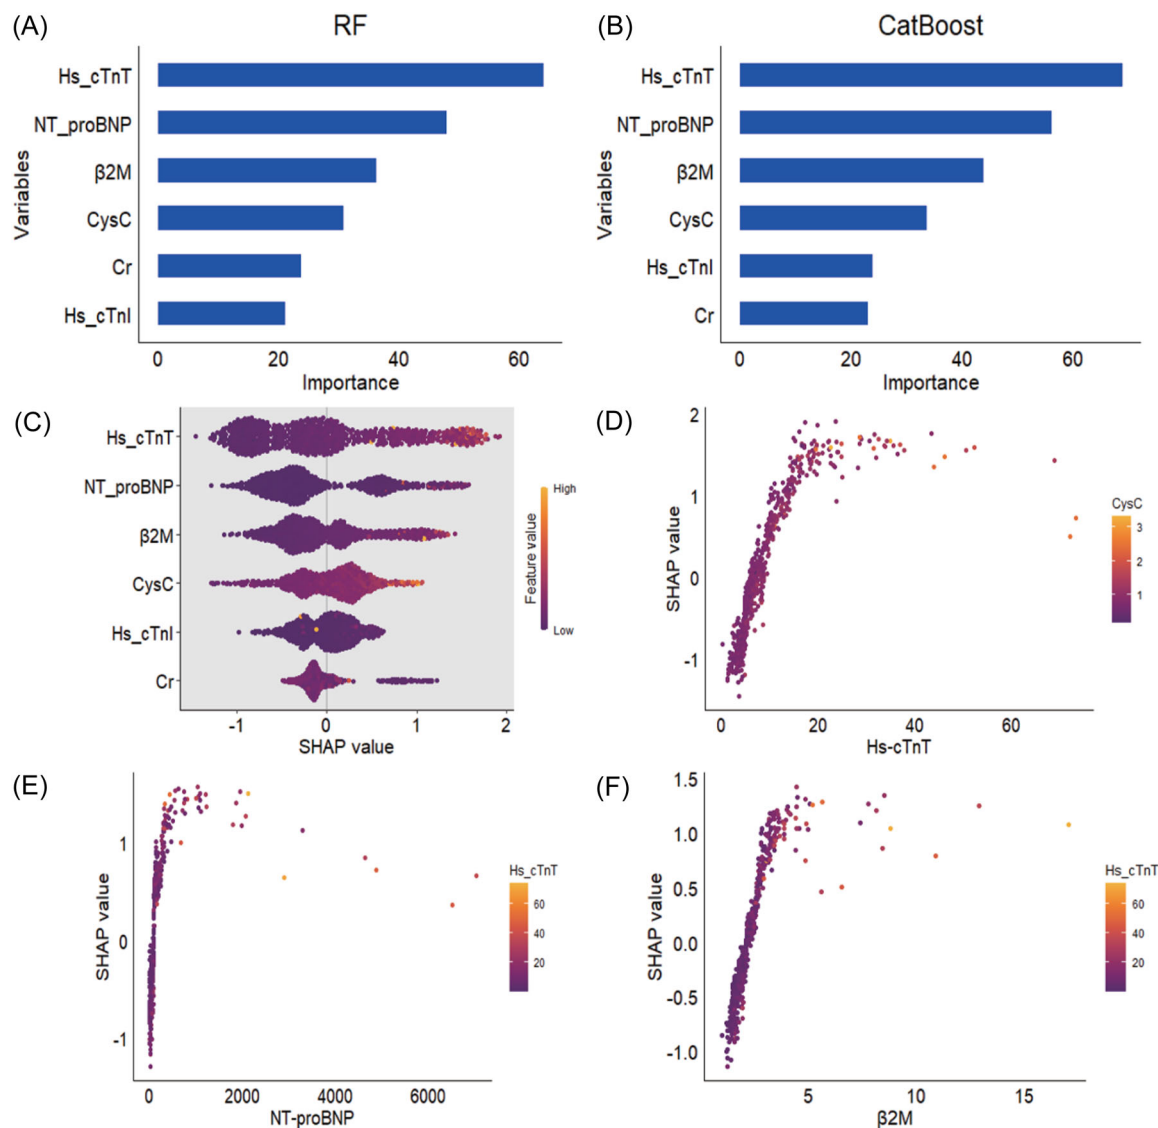 (A)
RF
Variables
Hs_cTnT
NT_proBNP
β2M
CysC
Cr
Hs_cTnI
0 20 40 60
Importance
(B)
CatBoost
Variables
Hs_cTnT
NT_proBNP
β2M
CysC
Hs_cTnI
Cr
0 20 40 60
Importance
(C)
Hs_cTnT
NT_proBNP
β2M
CysC
Hs_cTnI
Cr
-1 0 1 2
SHAP value
High
Feature value
Low
(D)
SHAP value
2
1
0
-1
0 20 40 60
Hs-cTnT
CysC
3
2
1
(E)
SHAP value
1
0
-1
0 2000 4000 6000
NT-proBNP
Hs_cTnT
60
40
20
(F)
SHAP value
1.5
1.0
0.5
0.0
-0.5
-1.0
5 10 15
β2M
Hs_cTnT
60
40
20